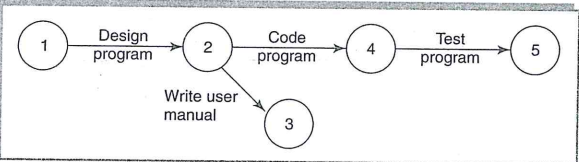 1
Design
program
2
Code
program
4
Test
program
5
Write user
manual
3